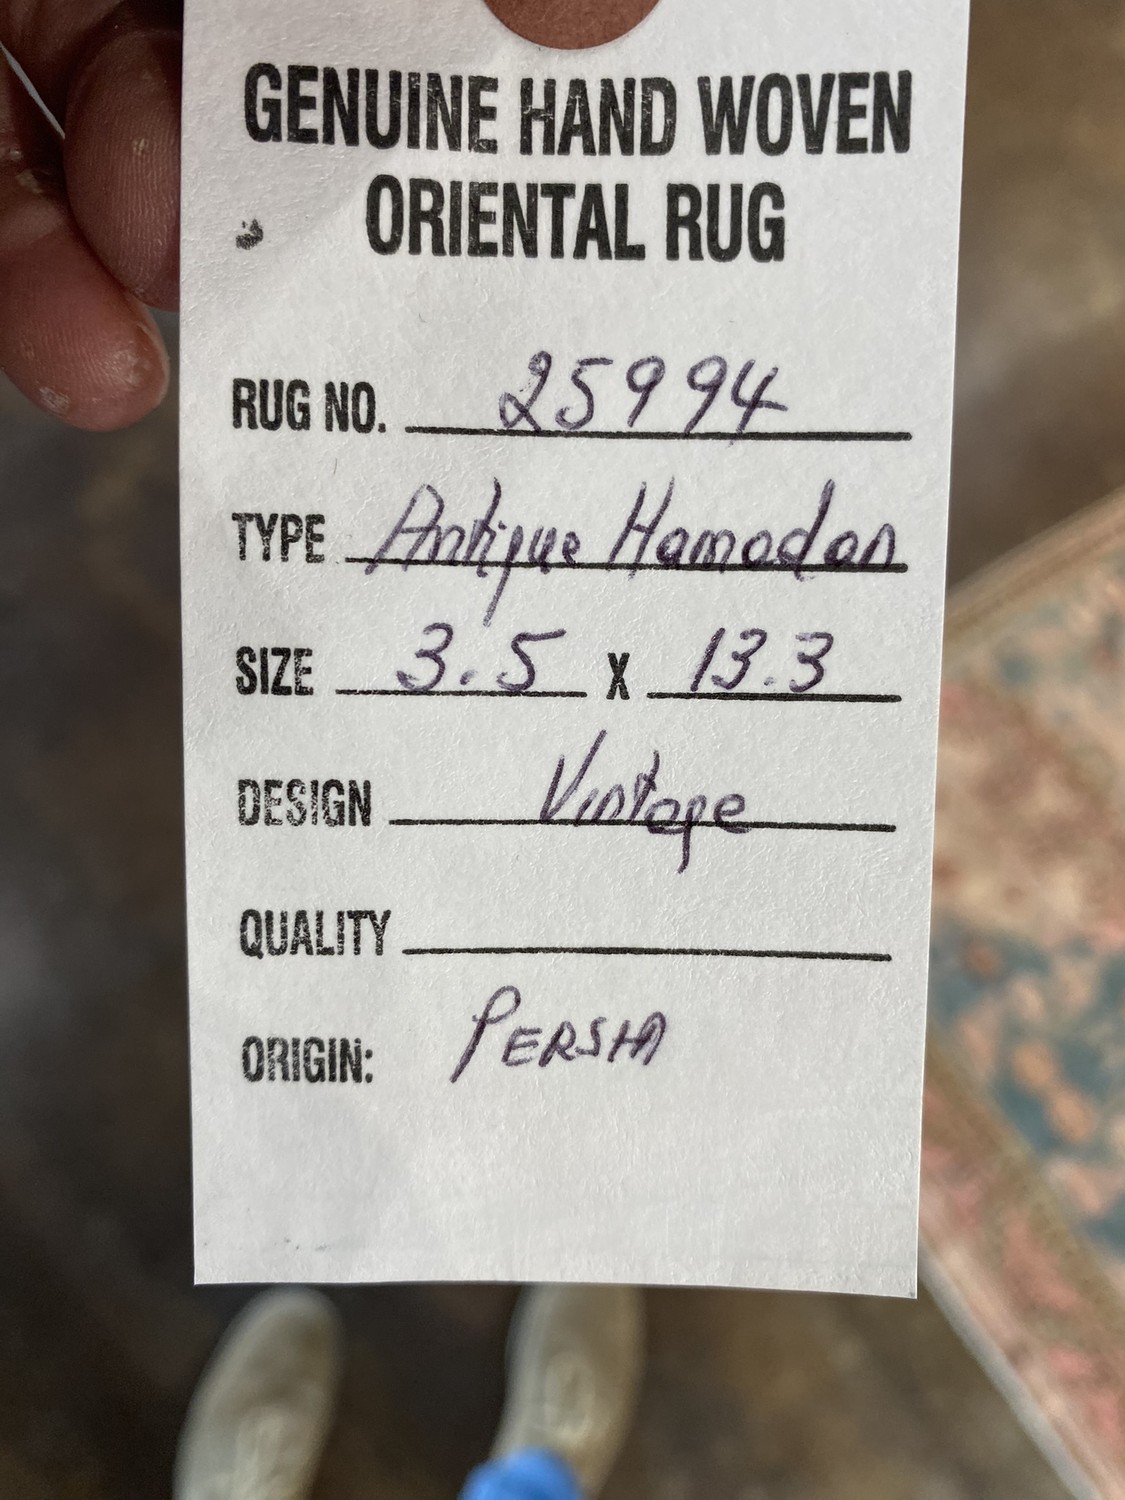 GENUINE HAND WOVEN
ORIENTAL RUG
RUG NO. 25994
TYPE Antique Hamadan
SIZE 3.5 X 13.3
DESIGN Vintage
QUALITY
ORIGIN: PERSIA